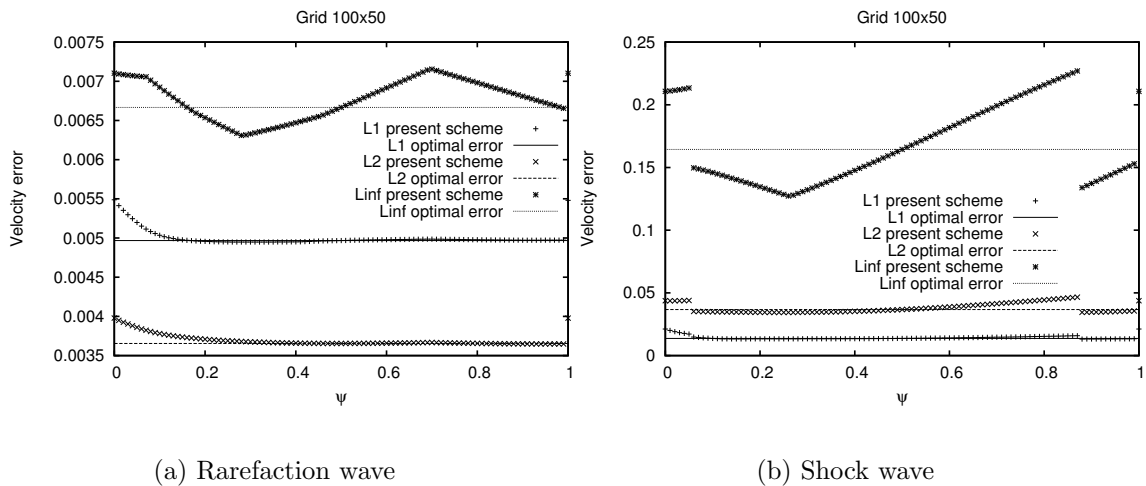 Grid 100x50
0.0075
0.007
0.0065
0.006
0.0055
0.005
0.0045
0.004
0.0035
Velocity error
0 0.2 0.4 0.6 0.8 1
ψ
L1 present scheme
L1 optimal error
L2 present scheme
L2 optimal error
Linf present scheme
Linf optimal error
(a) Rarefaction wave
Grid 100x50
0.25
0.2
0.15
0.1
0.05
0
Velocity error
0 0.2 0.4 0.6 0.8 1
ψ
L1 present scheme
L1 optimal error
L2 present scheme
L2 optimal error
Linf present scheme
Linf optimal error
(b) Shock wave